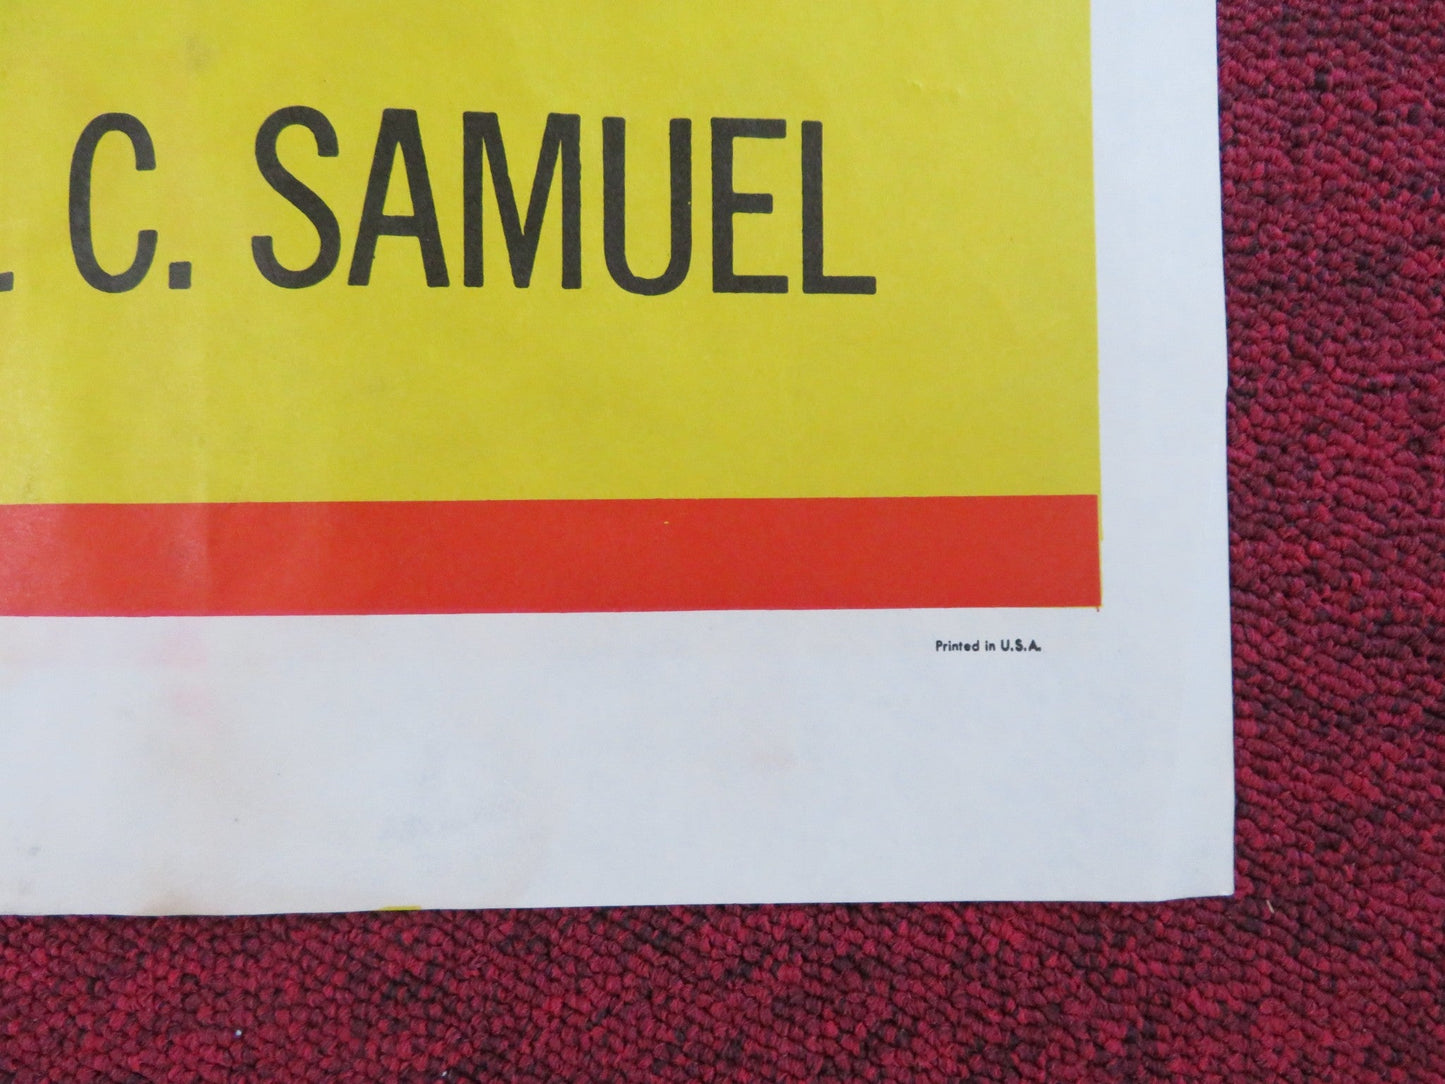 C. SAMUEL
Printed in U.S.A.